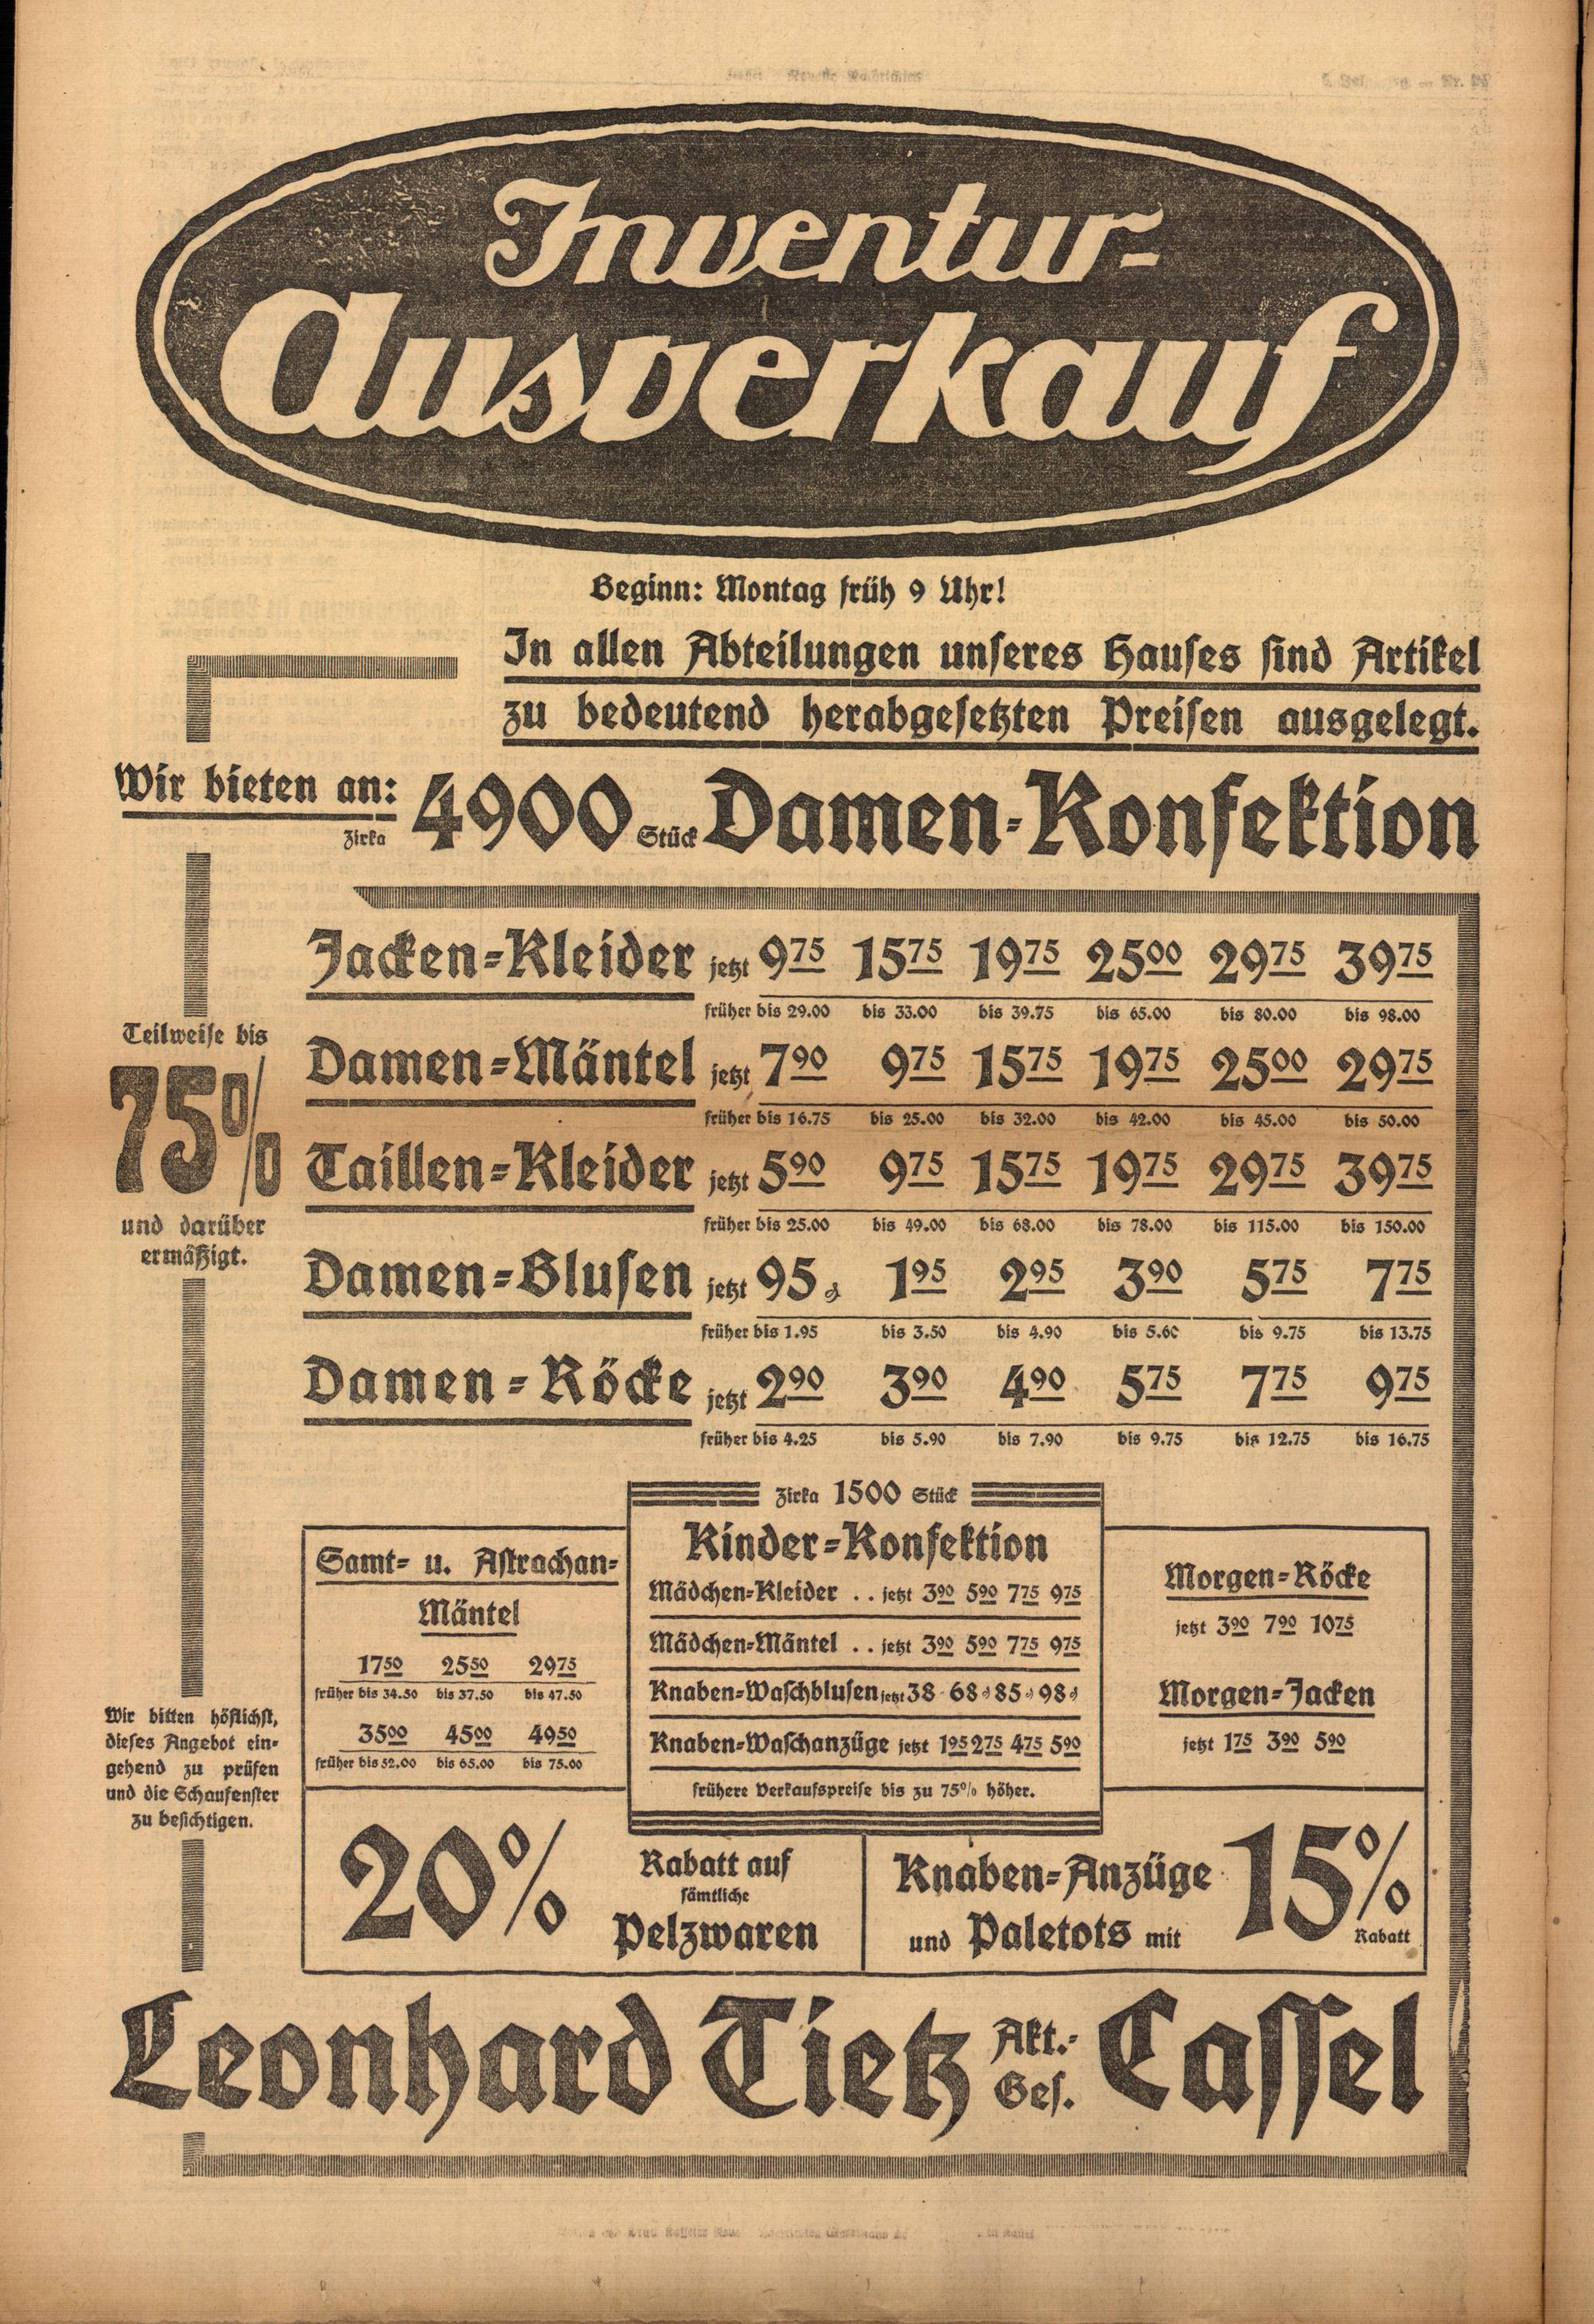 Inventur-
Ausverkauf
Beginn: Montag früh 9 Uhr!
In allen Abteilungen unseres Hauses sind Artikel
zu bedeutend herabgesetzten Preisen ausgelegt.
Wir bieten an:
zirka 4900 Stück Damen-Konfektion
Jacken-Kleider jetzt 9.75 15.75 19.75 25.00 29.75 39.75
früher bis 29.00 bis 33.00 bis 39.75 bis 65.00 bis 80.00 bis 98.00
Damen-Mäntel jetzt 7.90 9.75 15.75 19.75 25.00 29.75
früher bis 16.75 bis 25.00 bis 32.00 bis 42.00 bis 45.00 bis 50.00
Taillen-Kleider jetzt 5.90 9.75 15.75 19.75 29.75 39.75
früher bis 25.00 bis 49.00 bis 68.00 bis 78.00 bis 115.00 bis 150.00
Damen-Blusen jetzt 95 ₰ 1.95 2.95 3.90 5.75 7.75
früher bis 1.95 bis 3.50 bis 4.90 bis 5.60 bis 9.75 bis 13.75
Damen-Röcke jetzt 2.90 3.90 4.90 5.75 7.75 9.75
früher bis 4.25 bis 5.90 bis 7.90 bis 9.75 bis 12.75 bis 16.75
Teilweise bis
75%
und darüber
ermäßigt.
Wir bitten höflichst,
dieses Angebot ein-
gehend zu prüfen
und die Schaufenster
zu besichtigen.
Samt- u. Astrachan-
Mäntel
17.50 25.50 29.75
früher bis 34.50 bis 37.50 bis 47.50
35.00 45.00 49.50
früher bis 52.00 bis 65.00 bis 75.00
zirka 1500 Stück
Kinder-Konfektion
Mädchen-Kleider . . jetzt 3.90 5.90 7.75 9.75
Mädchen-Mäntel . . jetzt 3.90 5.90 7.75 9.75
Knaben-Waschblusen jetzt 38 68 ₰ 85 ₰ 98 ₰
Knaben-Waschanzüge jetzt 1.95 2.75 4.75 5.90
frühere Verkaufspreise bis zu 75% höher.
Morgen-Röcke
jetzt 3.90 7.90 10.75
Morgen-Jacken
jetzt 1.75 3.90 5.90
20% Rabatt auf
sämtliche
Pelzwaren
Knaben-Anzüge
und Paletots mit
15%
Rabatt
Leonhard Tietz Akt.-
Ges. Cassel